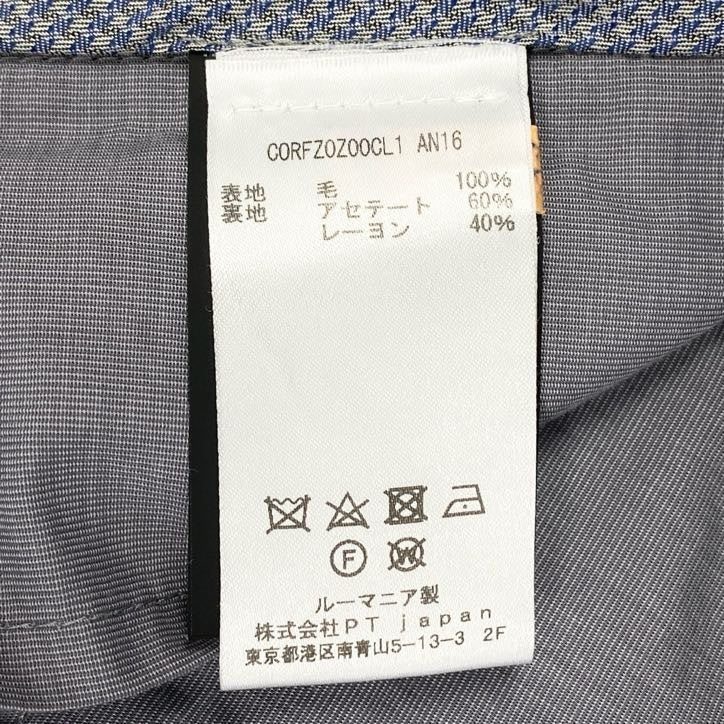 CORFZ0Z00CL1 AN16
表地 毛 100%
裏地 アセテート 60%
レーヨン 40%
F W
ルーマニア製
株式会社PT japan
東京都港区南青山5-13-3 2F